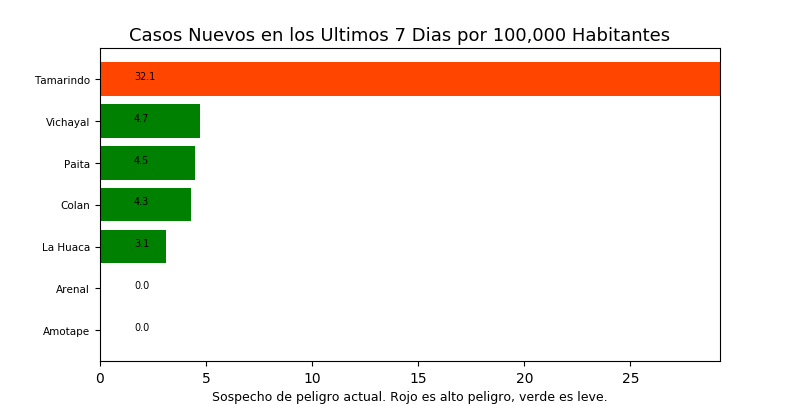 Casos Nuevos en los Ultimos 7 Dias por 100,000 Habitantes
Tamarindo 32.1
Vichayal 4.7
Paita 4.5
Colan 4.3
La Huaca 3.1
Arenal 0.0
Amotape 0.0
0 5 10 15 20 25
Sospecho de peligro actual. Rojo es alto peligro, verde es leve.